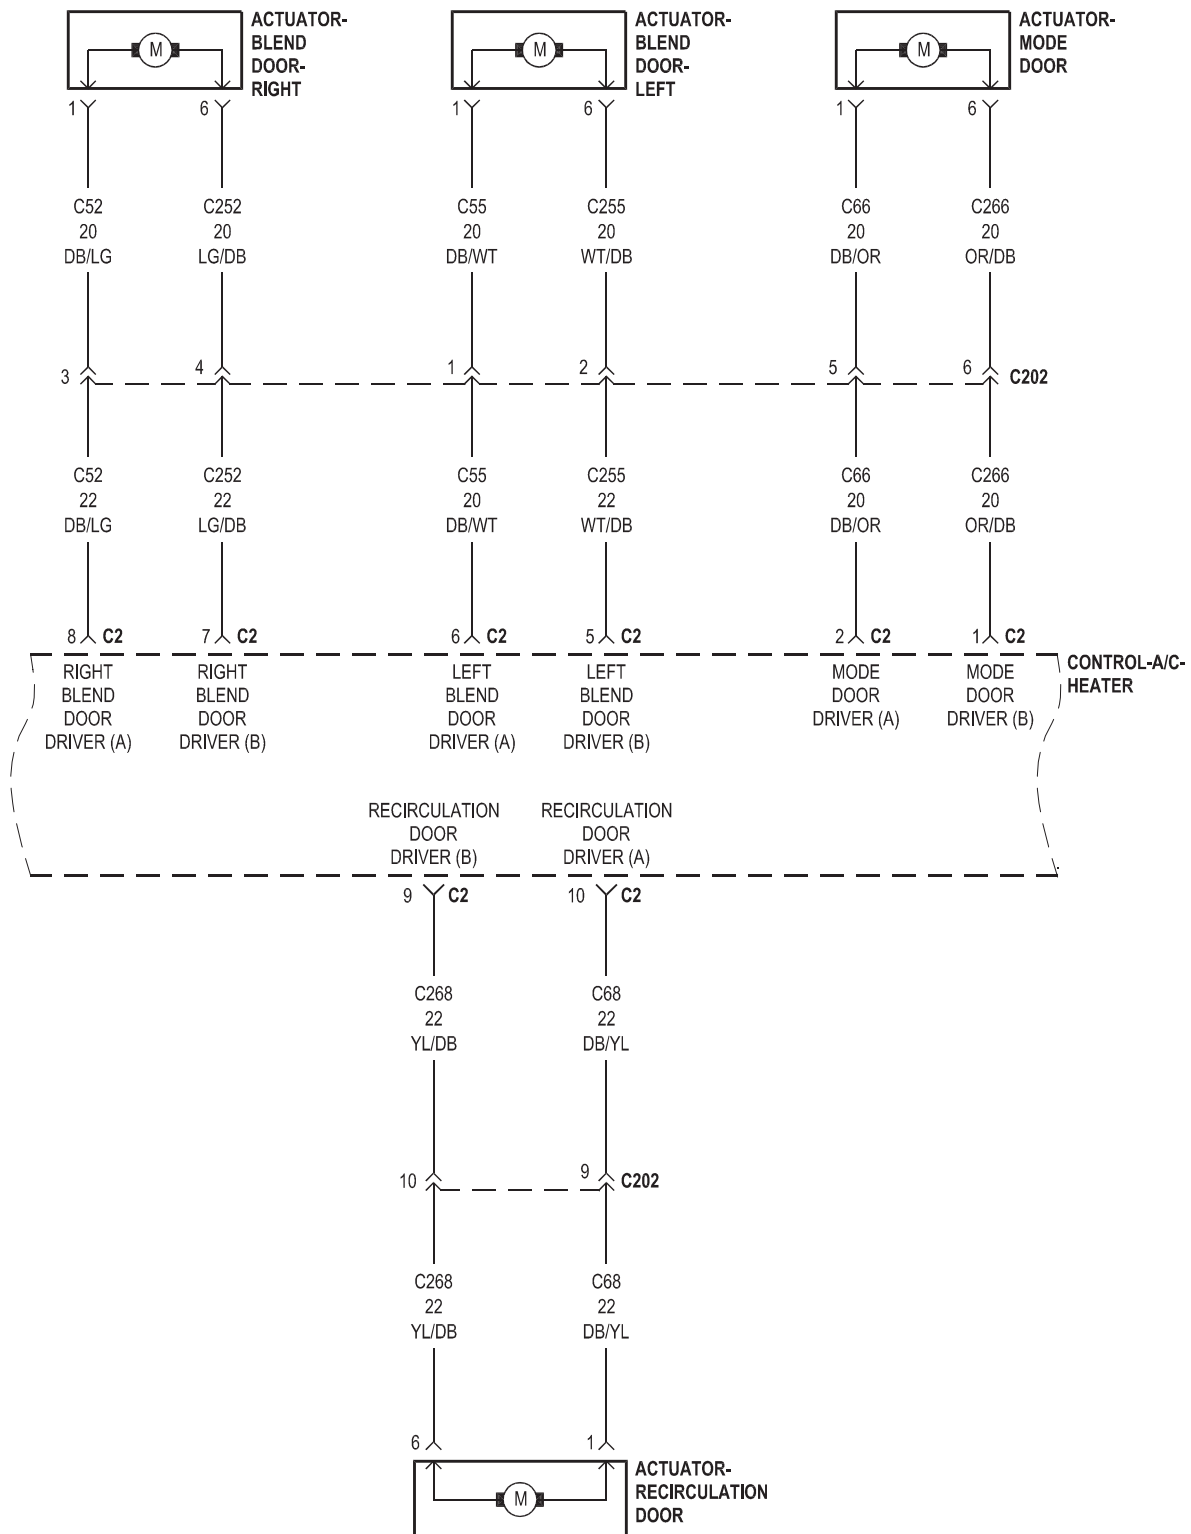 ACTUATOR-
BLEND
DOOR-
RIGHT
M
1
6
ACTUATOR-
BLEND
DOOR-
LEFT
M
1
6
ACTUATOR-
MODE
DOOR
M
1
6
C52
20
DB/LG
C252
20
LG/DB
C55
20
DB/WT
C255
20
WT/DB
C66
20
DB/OR
C266
20
OR/DB
3
4
1
2
5
6
C202
C52
22
DB/LG
C252
22
LG/DB
C55
20
DB/WT
C255
22
WT/DB
C66
20
DB/OR
C266
20
OR/DB
8 C2
7 C2
6 C2
5 C2
2 C2
1 C2
RIGHT
BLEND
DOOR
DRIVER (A)
RIGHT
BLEND
DOOR
DRIVER (B)
LEFT
BLEND
DOOR
DRIVER (A)
LEFT
BLEND
DOOR
DRIVER (B)
MODE
DOOR
DRIVER (A)
MODE
DOOR
DRIVER (B)
CONTROL-A/C-
HEATER
RECIRCULATION
DOOR
DRIVER (B)
RECIRCULATION
DOOR
DRIVER (A)
9 C2
10 C2
C268
22
YL/DB
C68
22
DB/YL
10
9
C202
C268
22
YL/DB
C68
22
DB/YL
6
1
M
ACTUATOR-
RECIRCULATION
DOOR